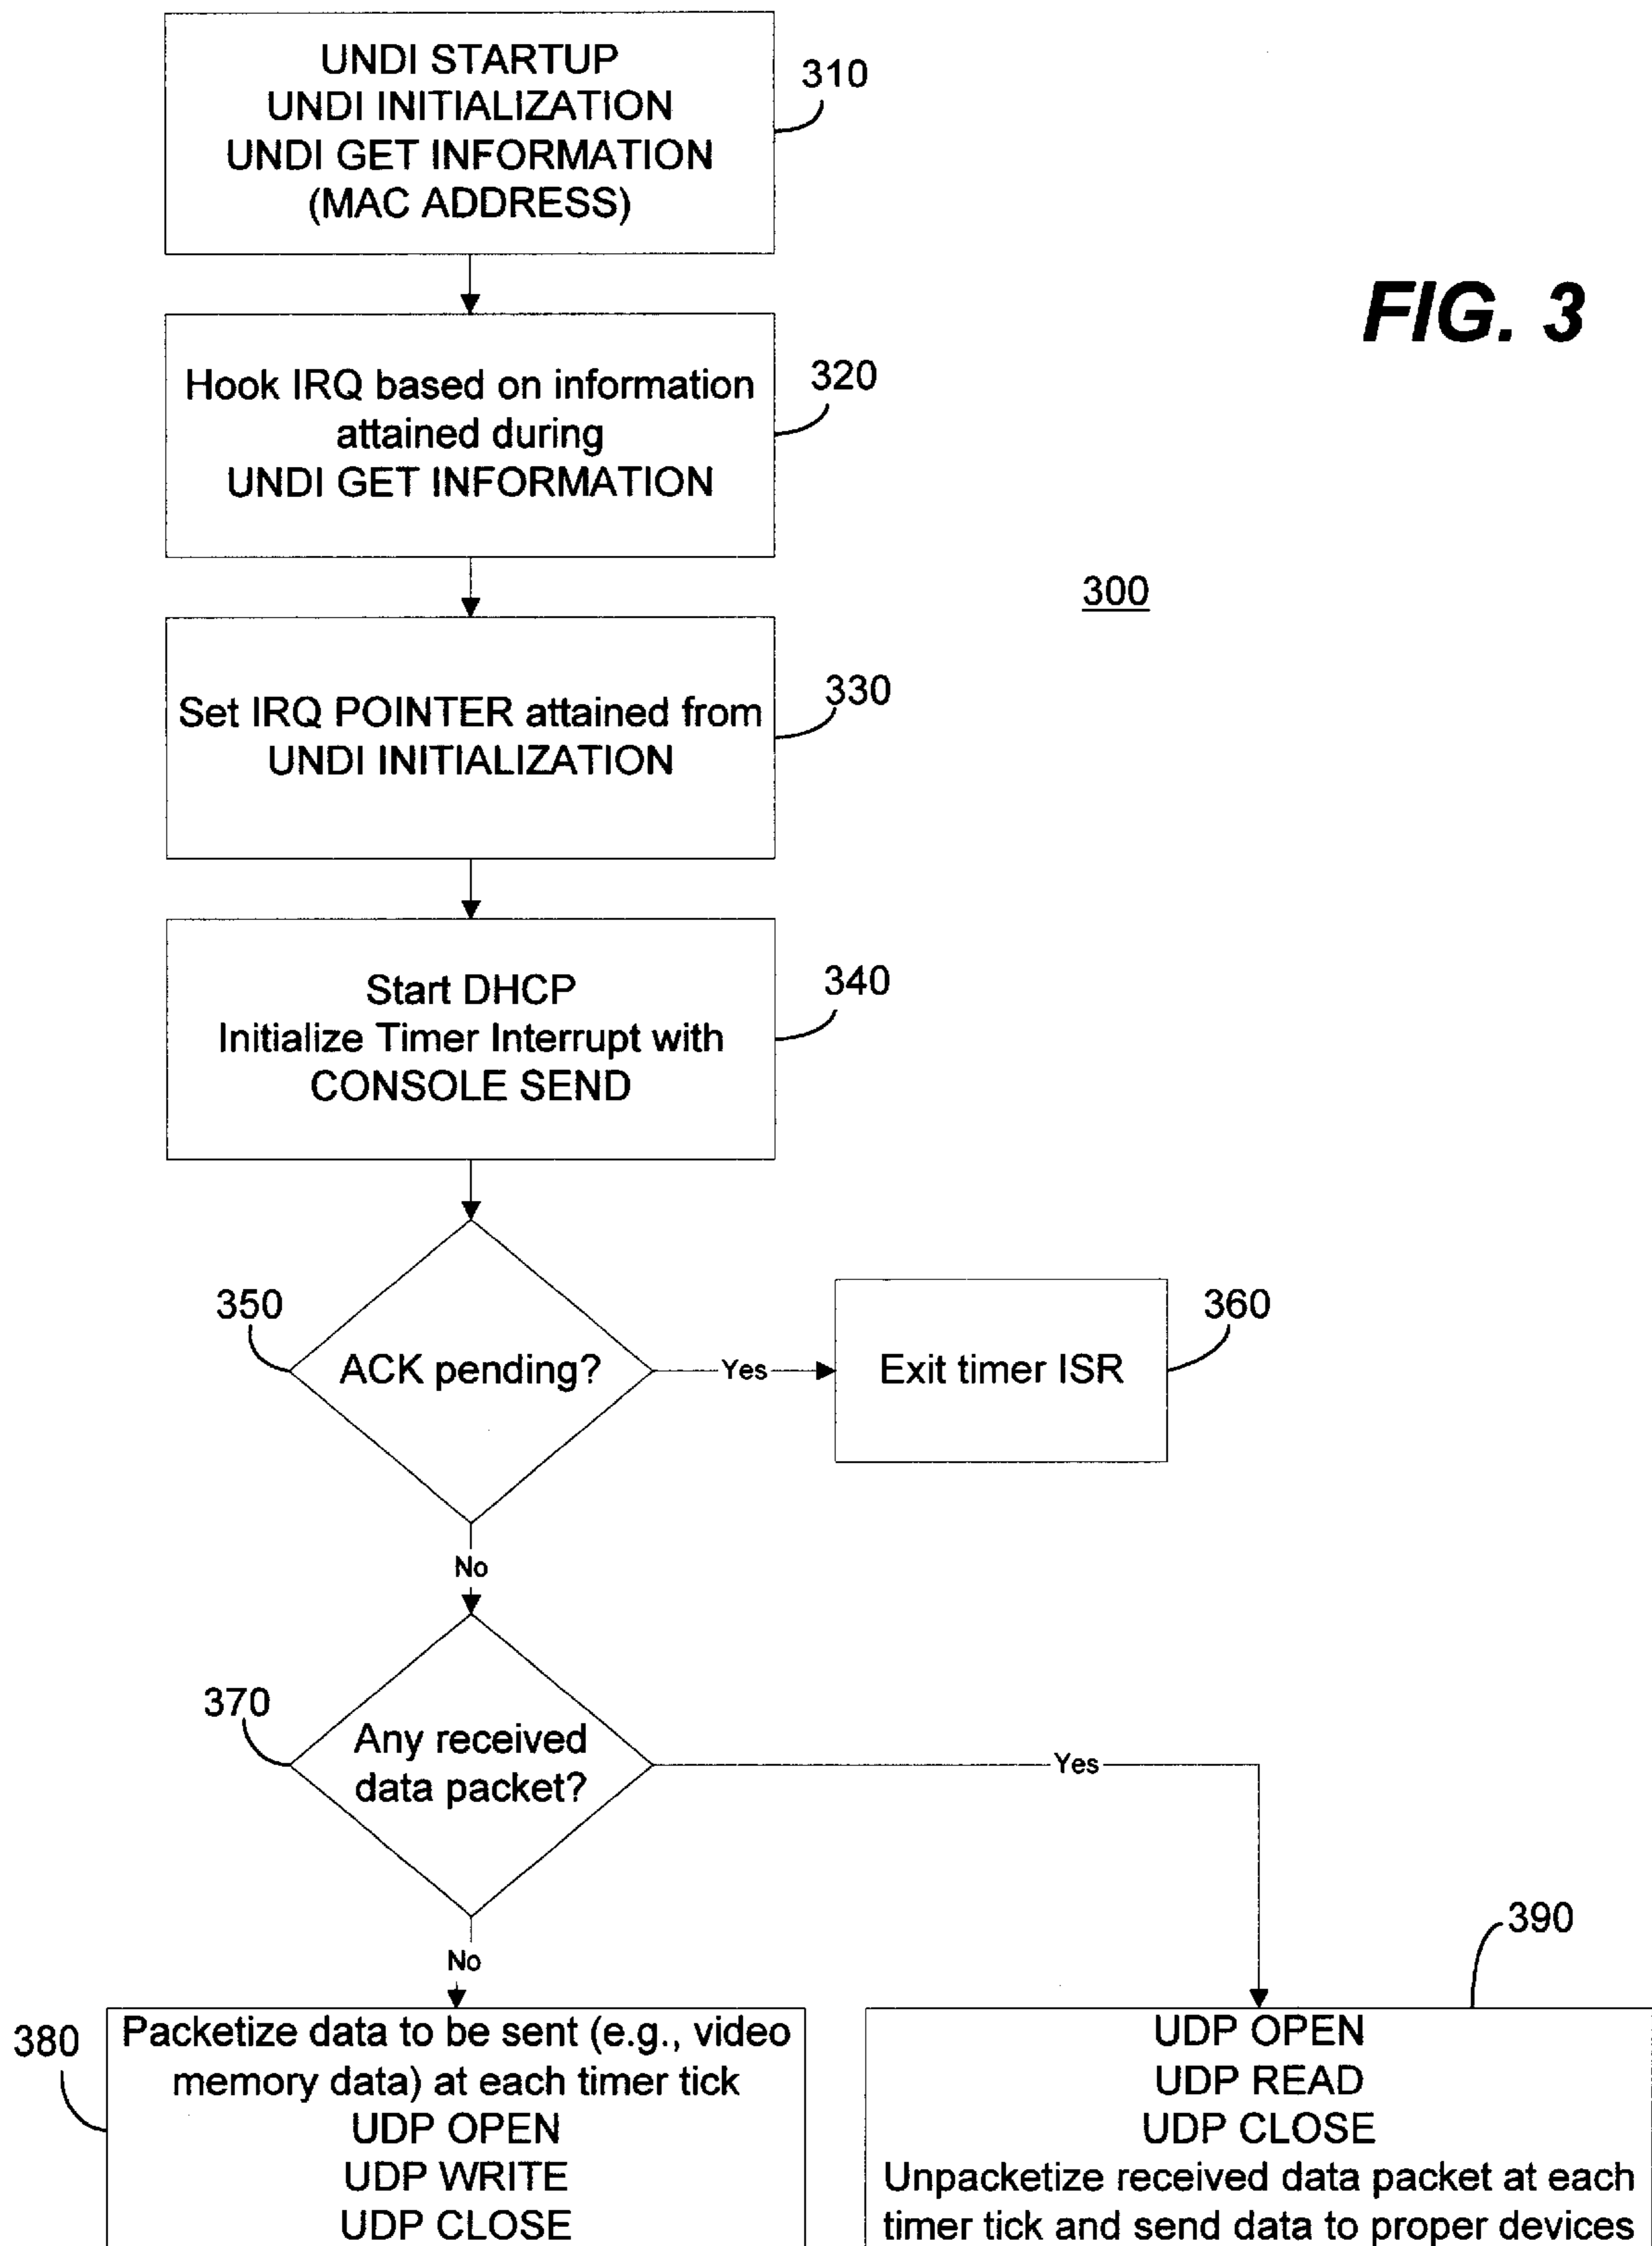 UNDI STARTUP
UNDI INITIALIZATION
UNDI GET INFORMATION
(MAC ADDRESS)
310
FIG. 3
Hook IRQ based on information
attained during
UNDI GET INFORMATION
320
300
Set IRQ POINTER attained from
UNDI INITIALIZATION
330
Start DHCP
Initialize Timer Interrupt with
CONSOLE SEND
340
350
ACK pending?
Yes
Exit timer ISR
360
No
370
Any received
data packet?
Yes
No
390
380
Packetize data to be sent (e.g., video
memory data) at each timer tick
UDP OPEN
UDP WRITE
UDP CLOSE
UDP OPEN
UDP READ
UDP CLOSE
Unpacketize received data packet at each
timer tick and send data to proper devices